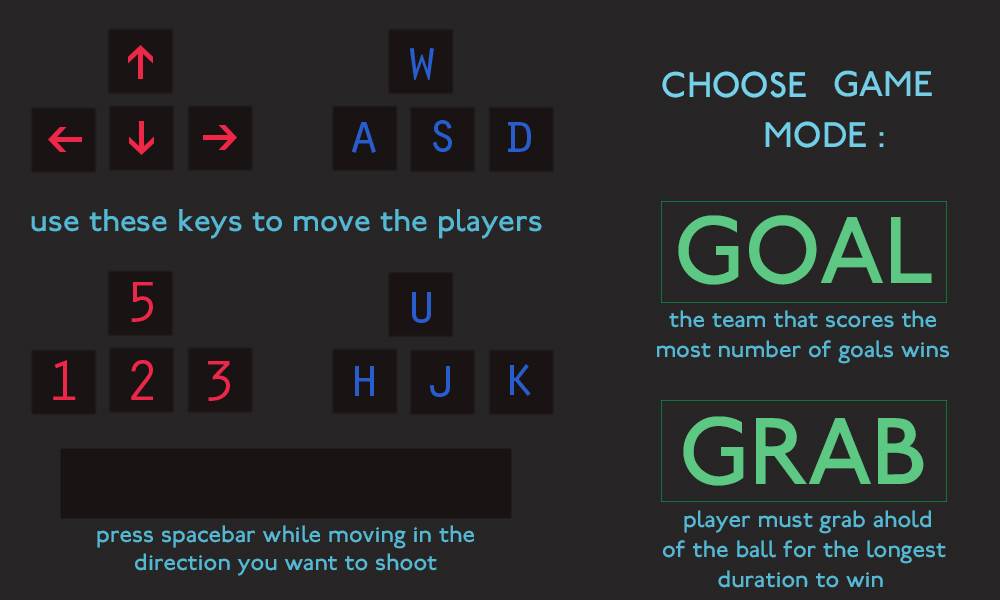 ↑
← ↓ →
W
A S D
use these keys to move the players
5
1 2 3
U
H J K
press spacebar while moving in the
direction you want to shoot
CHOOSE GAME
MODE :
GOAL
the team that scores the
most number of goals wins
GRAB
player must grab ahold
of the ball for the longest
duration to win